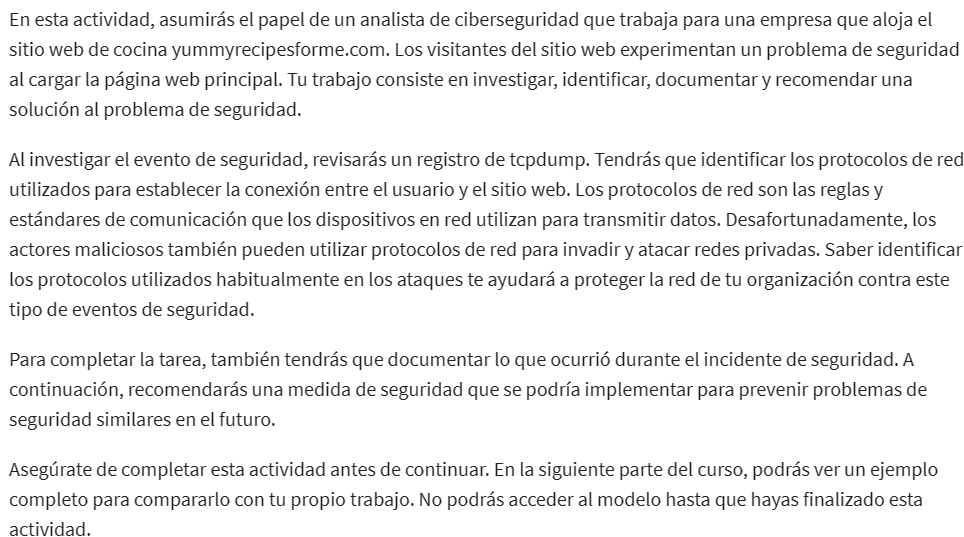 En esta actividad, asumirás el papel de un analista de ciberseguridad que trabaja para una empresa que aloja el
sitio web de cocina yummyrecipesforme.com. Los visitantes del sitio web experimentan un problema de seguridad
al cargar la página web principal. Tu trabajo consiste en investigar, identificar, documentar y recomendar una
solución al problema de seguridad.
Al investigar el evento de seguridad, revisarás un registro de tcpdump. Tendrás que identificar los protocolos de red
utilizados para establecer la conexión entre el usuario y el sitio web. Los protocolos de red son las reglas y
estándares de comunicación que los dispositivos en red utilizan para transmitir datos. Desafortunadamente, los
actores maliciosos también pueden utilizar protocolos de red para invadir y atacar redes privadas. Saber identificar
los protocolos utilizados habitualmente en los ataques te ayudará a proteger la red de tu organización contra este
tipo de eventos de seguridad.
Para completar la tarea, también tendrás que documentar lo que ocurrió durante el incidente de seguridad. A
continuación, recomendarás una medida de seguridad que se podría implementar para prevenir problemas de
seguridad similares en el futuro.
Asegúrate de completar esta actividad antes de continuar. En la siguiente parte del curso, podrás ver un ejemplo
completo para compararlo con tu propio trabajo. No podrás acceder al modelo hasta que hayas finalizado esta
actividad.